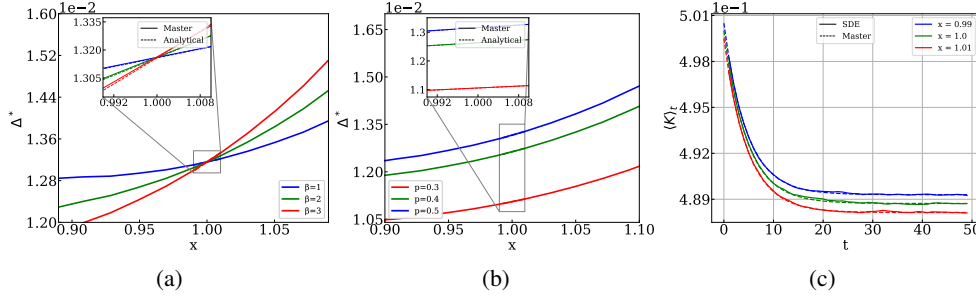 1e−2
1.60
1.52
1.44
1.36
1.28
1.20
Δ*
1.335
1.320
1.305
0.992 1.000 1.008
Master
Analytical
β=1
β=2
β=3
0.90 0.95 1.00 1.05
x
(a)
1e−2
1.65
1.50
1.35
1.20
1.05
Δ*
1.3
1.2
1.1
0.992 1.000 1.008
Master
Analytical
p=0.3
p=0.4
p=0.5
0.90 0.95 1.00 1.05 1.10
x
(b)
1e−1
5.01
4.98
4.95
4.92
4.89
⟨K⟩t
SDE
Master
x = 0.99
x = 1.0
x = 1.01
0 10 20 30 40 50
t
(c)